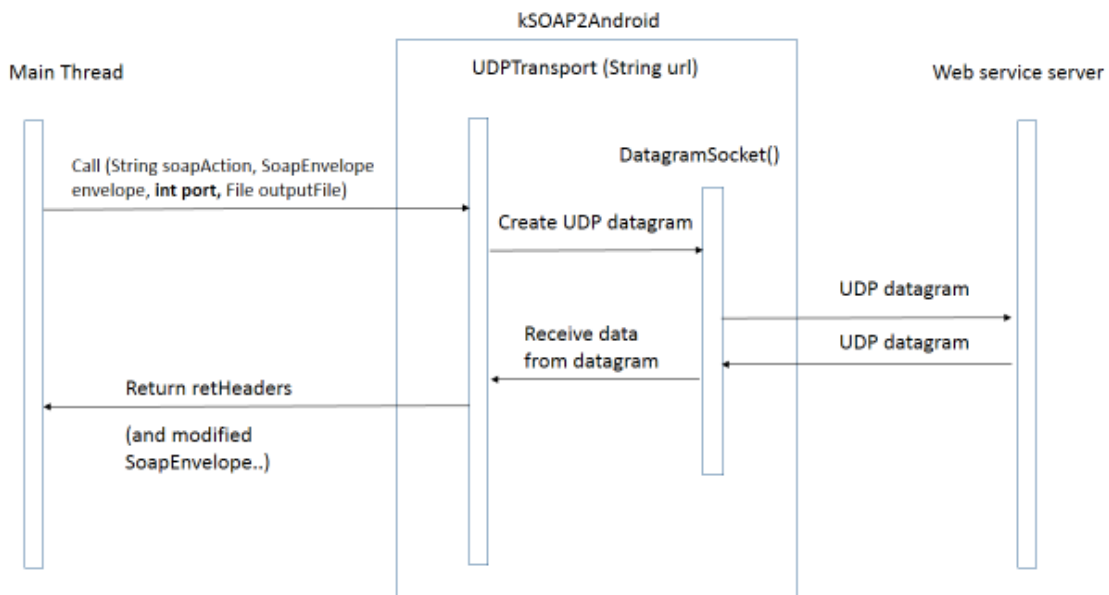 kSOAP2Android
Main Thread
UDPTransport (String url)
Web service server
Call (String soapAction, SoapEnvelope
envelope, int port, File outputFile)
DatagramSocket()
Create UDP datagram
UDP datagram
Receive data
from datagram
UDP datagram
Return retHeaders
(and modified
SoapEnvelope..)